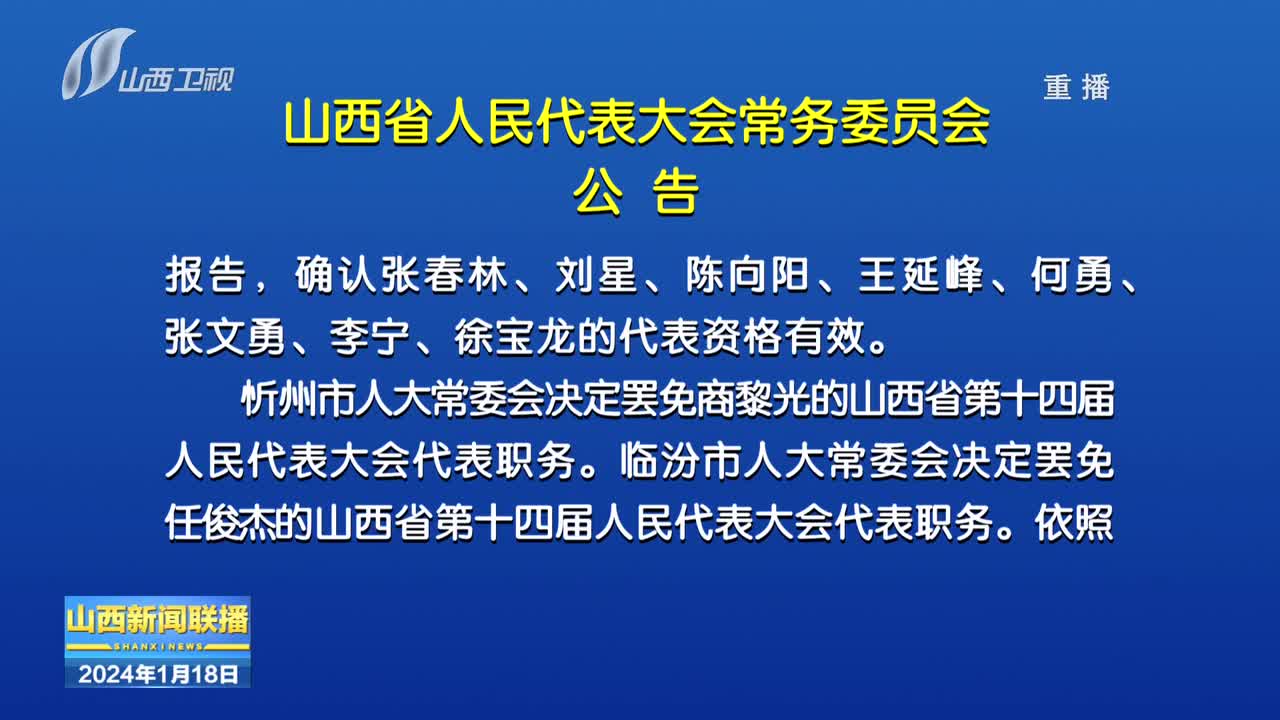 山西卫视
重播
山西省人民代表大会常务委员会
公 告
报告，确认张春林、刘星、陈向阳、王延峰、何勇、
张文勇、李宁、徐宝龙的代表资格有效。
忻州市人大常委会决定罢免商黎光的山西省第十四届
人民代表大会代表职务。临汾市人大常委会决定罢免
任俊杰的山西省第十四届人民代表大会代表职务。依照
山西新闻联播
SHANXI NEWS
2024年1月18日